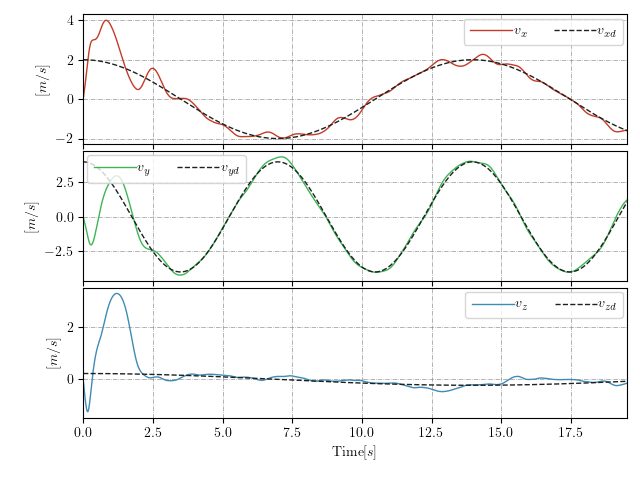 4
2
0
−2
[m/s]
v_x v_xd
2.5
0.0
−2.5
[m/s]
v_y v_yd
2
0
[m/s]
v_z v_zd
0.0 2.5 5.0 7.5 10.0 12.5 15.0 17.5
Time[s]